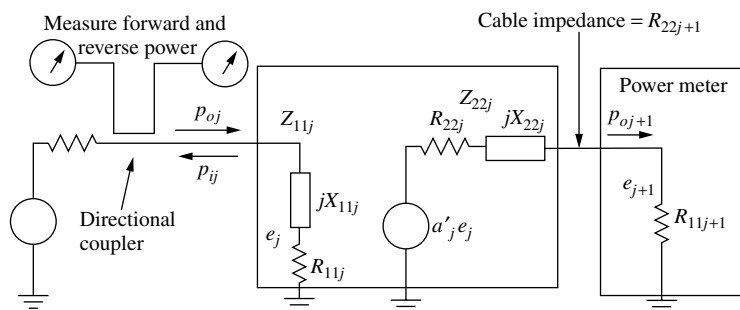 Cable impedance = R22j+1
Measure forward and
reverse power
Power meter
poj
Z11j
Z22j
R22j
jX22j
poj+1
pij
Directional
coupler
jX11j
ej
R11j
a′j ej
ej+1
R11j+1